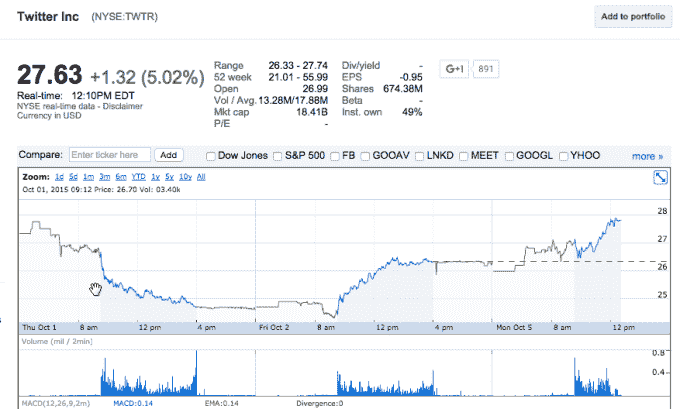 Twitter Inc (NYSE:TWTR)
Add to portfolio
27.63 +1.32 (5.02%)
Real-time: 12:10PM EDT
NYSE real-time data - Disclaimer
Currency in USD
Range 26.33 - 27.74
52 week 21.01 - 55.99
Open 26.99
Vol / Avg. 13.28M/17.88M
Mkt cap 18.41B
P/E -
Div/yield -
EPS -0.95
Shares 674.38M
Beta -
Inst. own 49%
G+1 891
Compare: Enter ticker here Add Dow Jones S&P 500 FB GOOAV LNKD MEET GOOGL YHOO more »
Zoom: 1d 5d 1m 3m 6m YTD 1y 5y 10y All
Oct 01, 2015 09:12 Price: 26.70 Vol: 03.40k
28
27
26
25
Thu Oct 1 8 am 12 pm 4 pm Fri Oct 2 8 am 12 pm 4 pm Mon Oct 5 8 am 12 pm
Volume (mil / 2min)
0.8
0.4
MACD(12,26,9,2m) MACD:0.14 EMA:0.14 Divergence:0